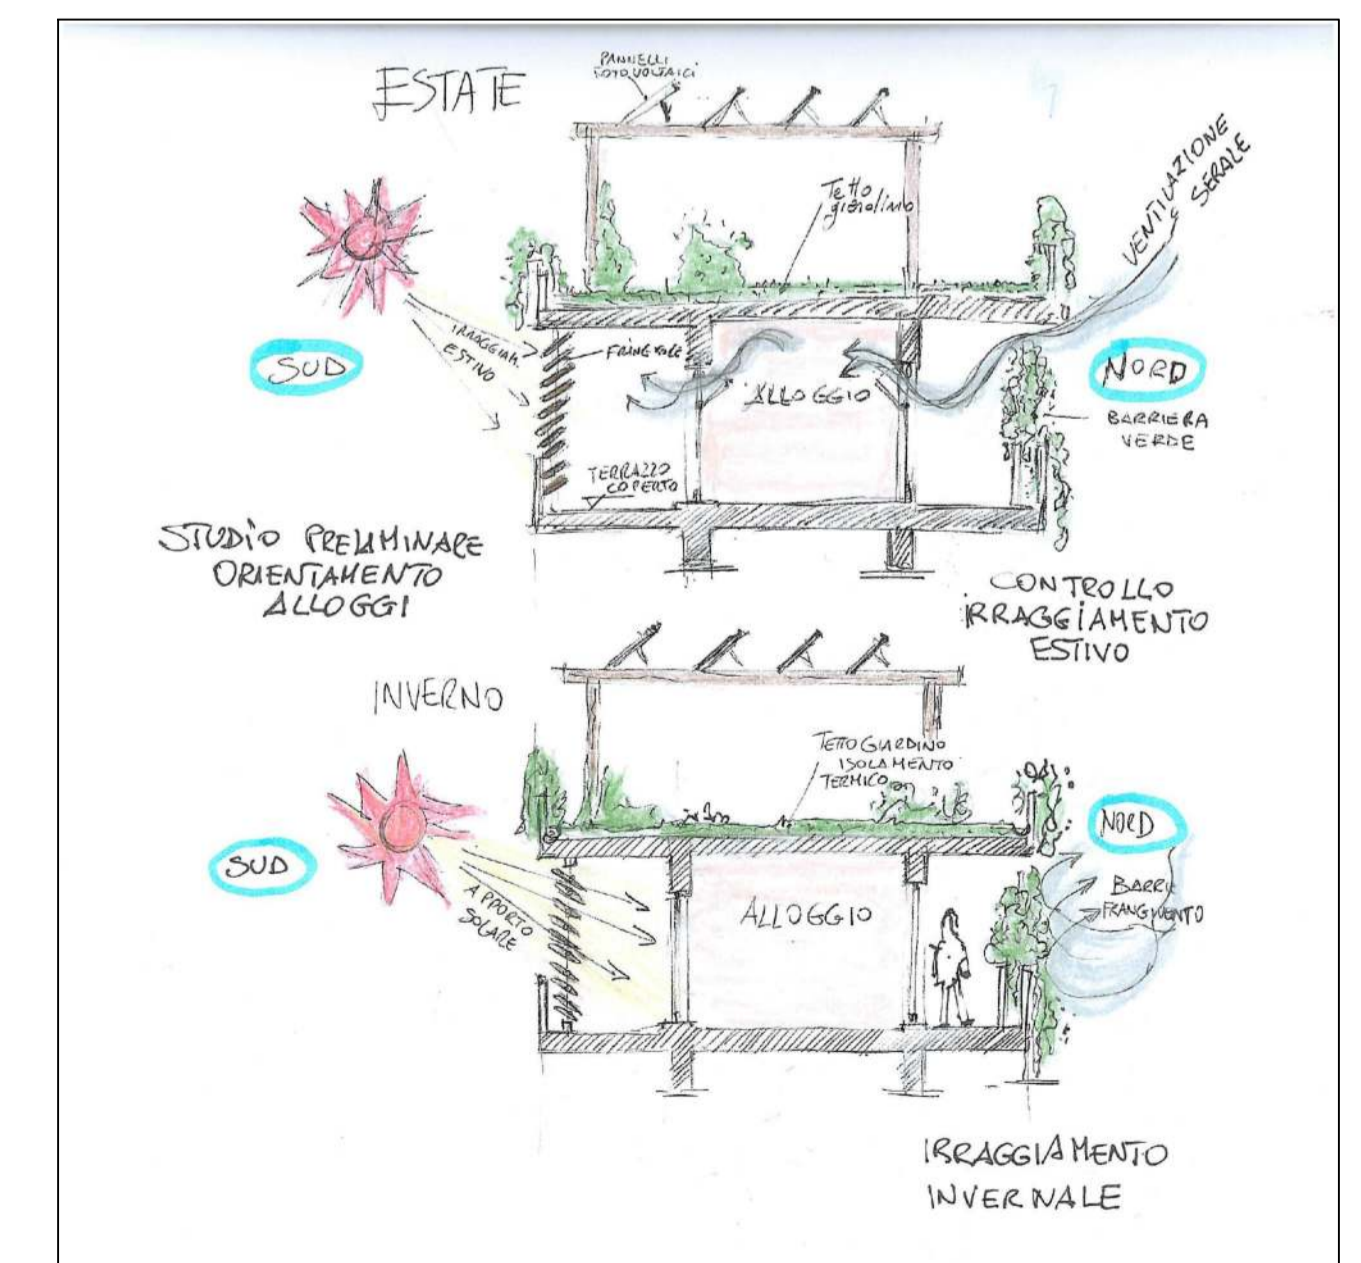 ESTATE
PANNELLI
FOTOVOLTAICI
Tetto
giardino
VENTILAZIONE
SERALE
IRRAGGIAM.
ESTIVO
SUD
FRINGISOLE
ALLOGGIO
NORD
BARRIERA
VERDE
TERRAZZO
COPERTO
STUDIO PRELIMINARE
ORIENTAMENTO
ALLOGGI
CONTROLLO
IRRAGGIAMENTO
ESTIVO
INVERNO
TETTO GIARDINO
ISOLAMENTO
TERMICO
SUD
APPORTO
SOLARE
ALLOGGIO
NORD
FRANGIVENTO
IRRAGGIAMENTO
INVERNALE